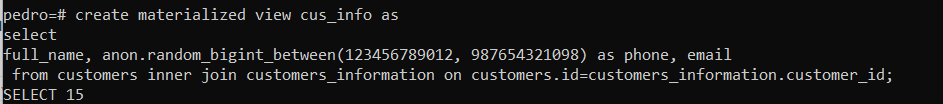 pedro=# create materialized view cus_info as
select
full_name, anon.random_bigint_between(123456789012, 987654321098) as phone, email
 from customers inner join customers_information on customers.id=customers_information.customer_id;
SELECT 15